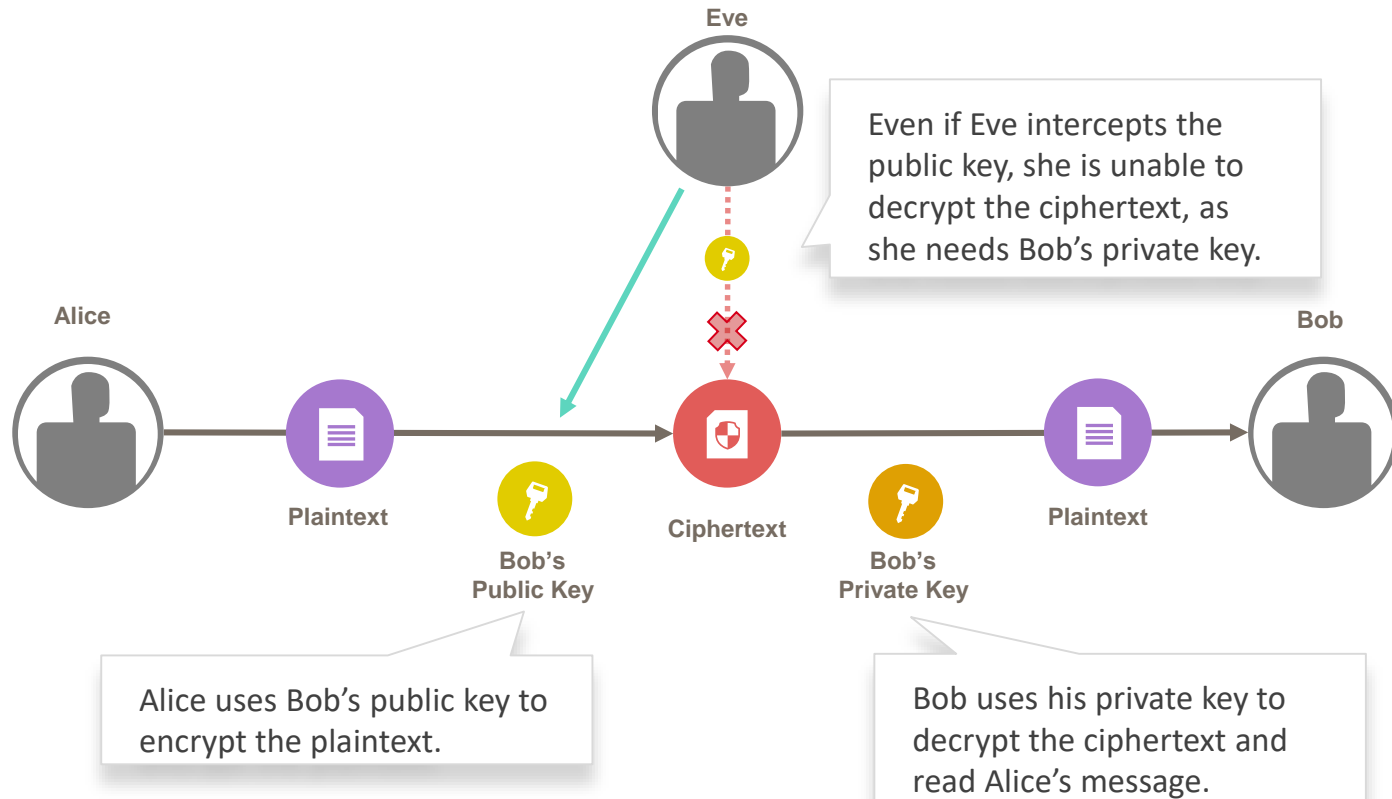 Eve
Even if Eve intercepts the
public key, she is unable to
decrypt the ciphertext, as
she needs Bob’s private key.
Alice
Bob
Plaintext
Ciphertext
Plaintext
Bob’s
Public Key
Bob’s
Private Key
Alice uses Bob’s public key to
encrypt the plaintext.
Bob uses his private key to
decrypt the ciphertext and
read Alice’s message.